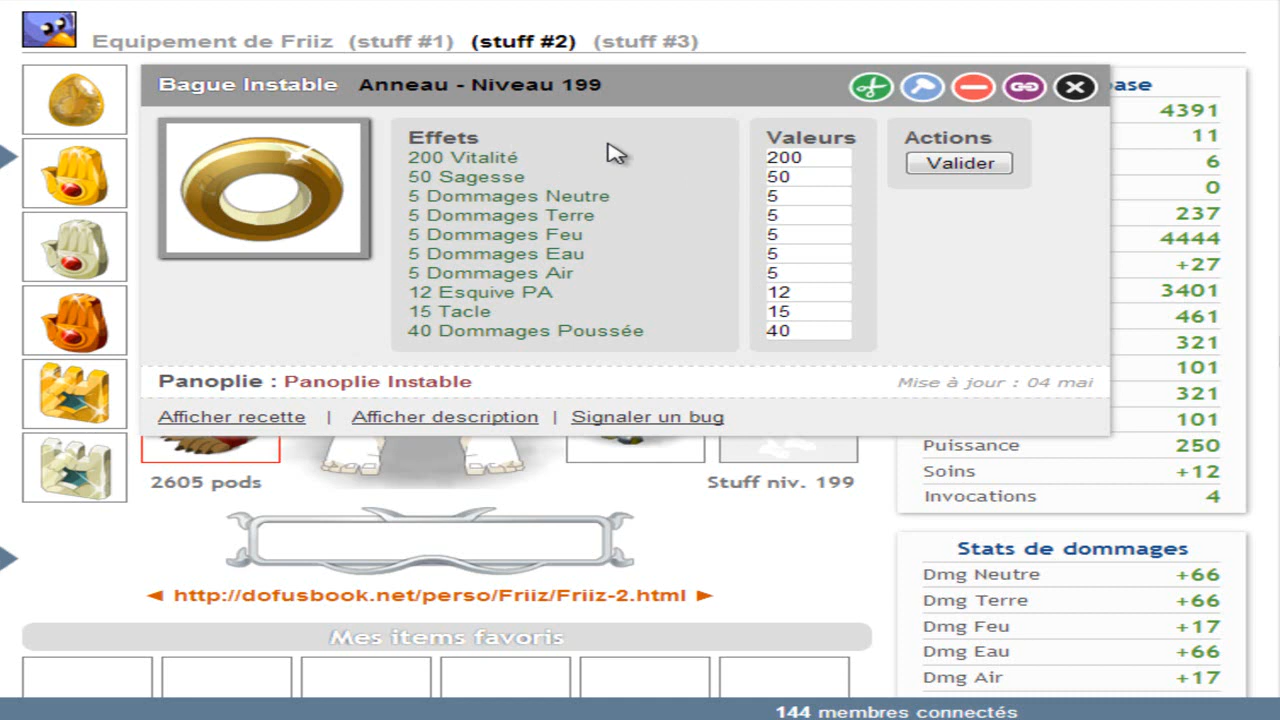 Equipement de Friiz (stuff #1) (stuff #2) (stuff #3)
Bague Instable Anneau - Niveau 199
Effets
200 Vitalité
50 Sagesse
5 Dommages Neutre
5 Dommages Terre
5 Dommages Feu
5 Dommages Eau
5 Dommages Air
12 Esquive PA
15 Tacle
40 Dommages Poussée
Valeurs
200
50
5
5
5
5
5
12
15
40
Actions
Valider
Panoplie : Panoplie Instable
Mise à jour : 04 mai
Afficher recette | Afficher description | Signaler un bug
2605 pods
Stuff niv. 199
◄ http://dofusbook.net/perso/Friiz/Friiz-2.html ►
Mes items favoris
base
4391
11
6
0
237
4444
+27
3401
461
321
101
321
101
Puissance 250
Soins +12
Invocations 4
Stats de dommages
Dmg Neutre +66
Dmg Terre +66
Dmg Feu +17
Dmg Eau +66
Dmg Air +17
144 membres connectés